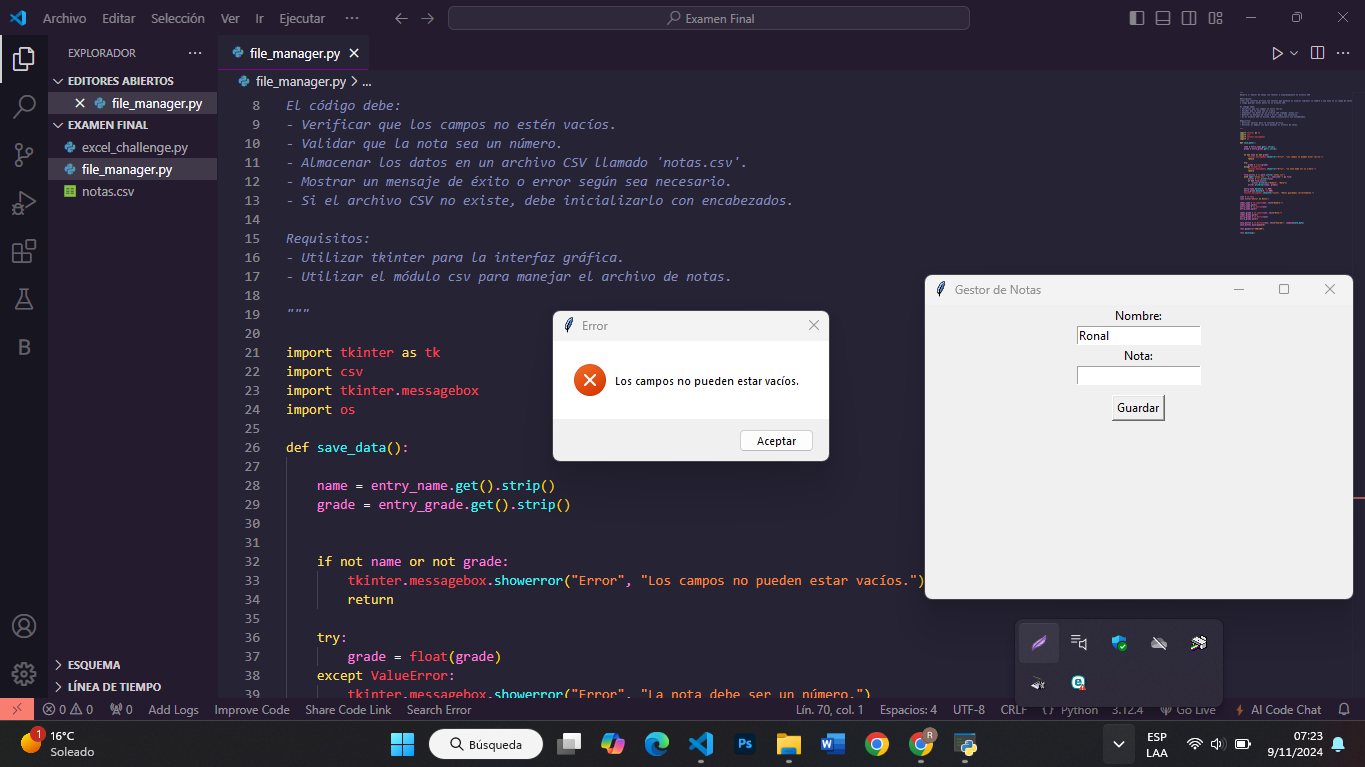 Archivo Editar Selección Ver Ir Ejecutar ···
Examen Final
EXPLORADOR
EDITORES ABIERTOS
file_manager.py
EXAMEN FINAL
excel_challenge.py
file_manager.py
notas.csv
ESQUEMA
LÍNEA DE TIEMPO
file_manager.py
file_manager.py > ...
8 El código debe:
9 - Verificar que los campos no estén vacíos.
10 - Validar que la nota sea un número.
11 - Almacenar los datos en un archivo CSV llamado 'notas.csv'.
12 - Mostrar un mensaje de éxito o error según sea necesario.
13 - Si el archivo CSV no existe, debe inicializarlo con encabezados.
14
15 Requisitos:
16 - Utilizar tkinter para la interfaz gráfica.
17 - Utilizar el módulo csv para manejar el archivo de notas.
18
19 """
20
21 import tkinter as tk
22 import csv
23 import tkinter.messagebox
24 import os
25
26 def save_data():
27
28 name = entry_name.get().strip()
29 grade = entry_grade.get().strip()
30
31
32 if not name or not grade:
33 tkinter.messagebox.showerror("Error", "Los campos no pueden estar vacíos.")
34 return
35
36 try:
37 grade = float(grade)
38 except ValueError:
39 tkinter.messagebox.showerror("Error", "La nota debe ser un número.")
Error
Los campos no pueden estar vacíos.
Aceptar
Gestor de Notas
Nombre:
Ronal
Nota:
Guardar
B
0 0 0 Add Logs Improve Code Share Code Link Search Error
Lín. 70, col. 1 Espacios: 4 UTF-8 CRLF Python 3.12.4 Go Live AI Code Chat
1
16°C
Soleado
Búsqueda
Ps
R
ESP
LAA
07:23
9/11/2024